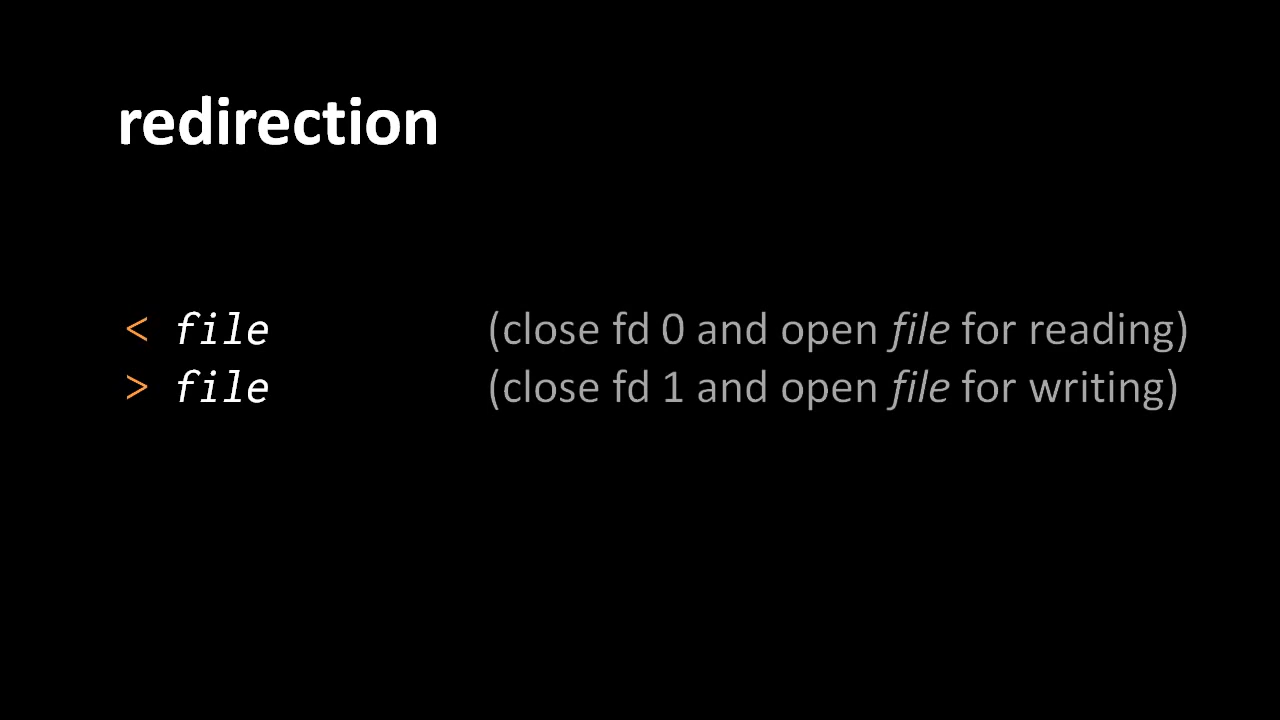 redirection
< file (close fd 0 and open file for reading)
> file (close fd 1 and open file for writing)